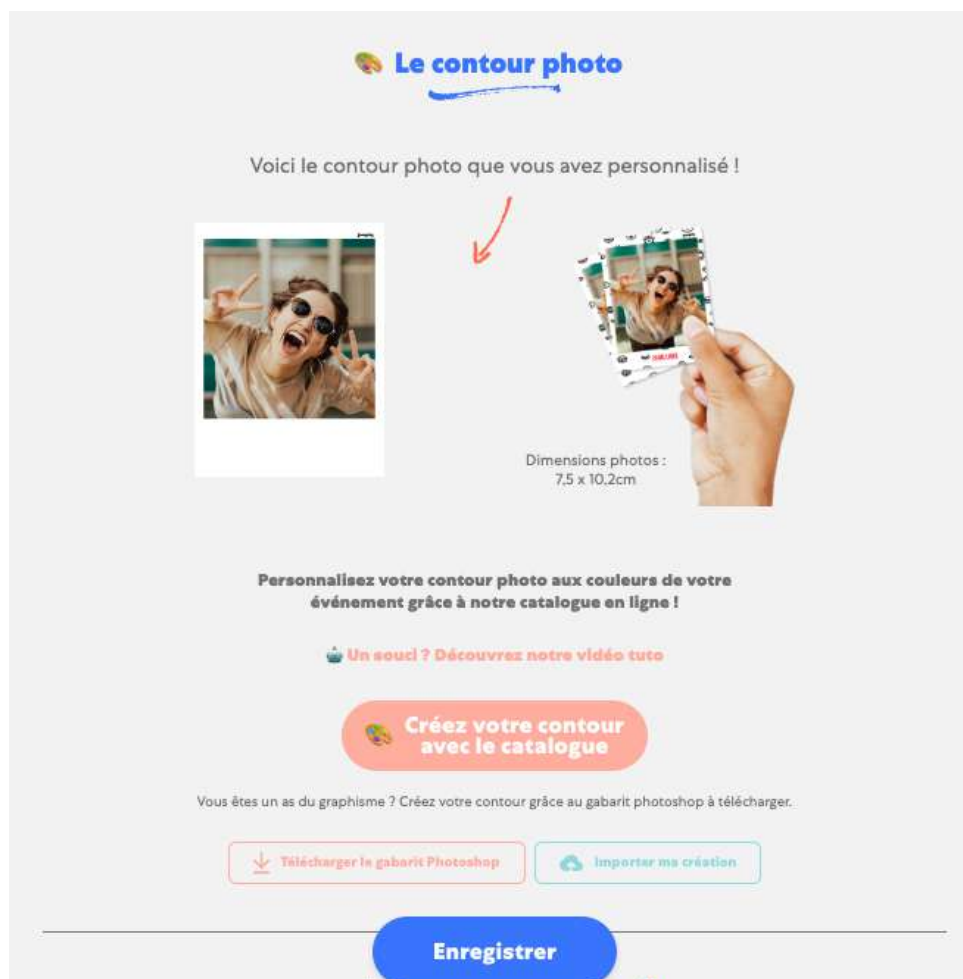 Le contour photo
Voici le contour photo que vous avez personnalisé !
Dimensions photos :
7,5 x 10,2cm
Personnalisez votre contour photo aux couleurs de votre
événement grâce à notre catalogue en ligne !
Un souci ? Découvrez notre vidéo tuto
Créez votre contour
avec le catalogue
Vous êtes un as du graphisme ? Créez votre contour grâce au gabarit photoshop à télécharger.
Télécharger le gabarit Photoshop
Importer ma création
Enregistrer